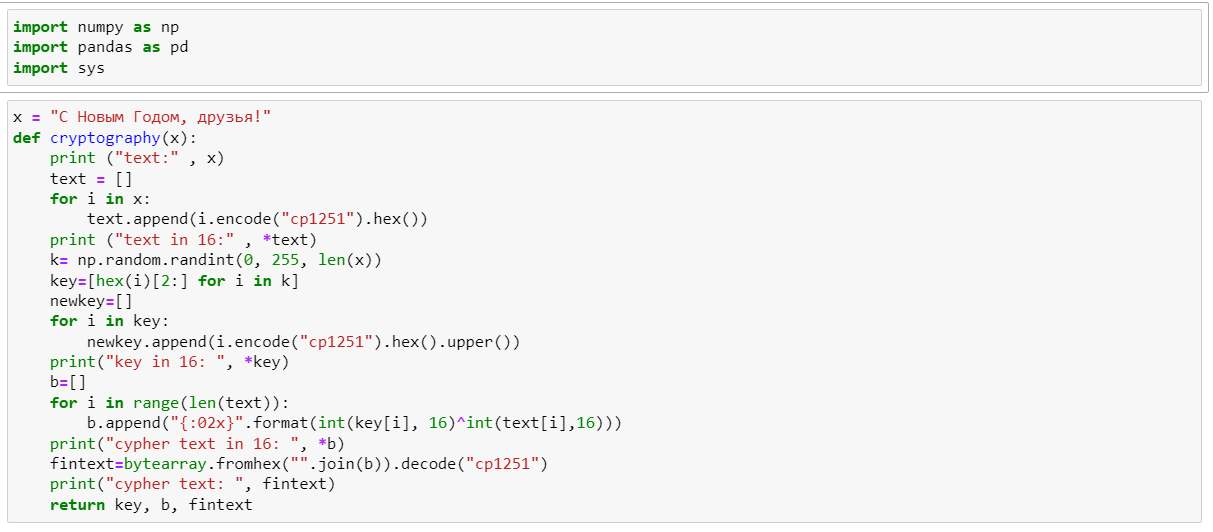 import numpy as np
import pandas as pd
import sys
x = "С Новым Годом, друзья!"
def cryptography(x):
    print ("text:" , x)
    text = []
    for i in x:
        text.append(i.encode("cp1251").hex())
    print ("text in 16:" , *text)
    k= np.random.randint(0, 255, len(x))
    key=[hex(i)[2:] for i in k]
    newkey=[]
    for i in key:
        newkey.append(i.encode("cp1251").hex().upper())
    print("key in 16: ", *key)
    b=[]
    for i in range(len(text)):
        b.append("{:02x}".format(int(key[i], 16)^int(text[i],16)))
    print("cypher text in 16: ", *b)
    fintext=bytearray.fromhex("".join(b)).decode("cp1251")
    print("cypher text: ", fintext)
    return key, b, fintext